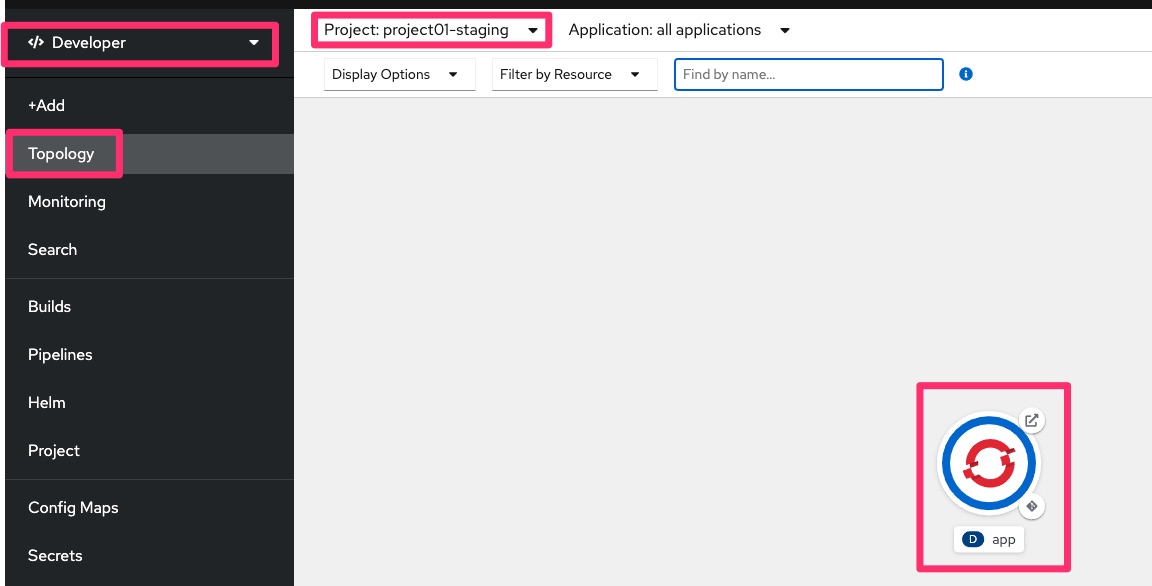 </> Developer
Project: project01-staging
Application: all applications
Display Options
Filter by Resource
Find by name...
+Add
Topology
Monitoring
Search
Builds
Pipelines
Helm
Project
Config Maps
Secrets
D app